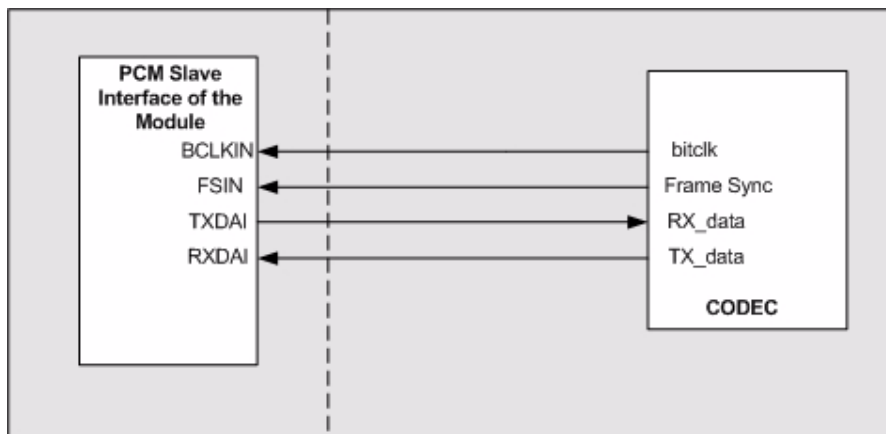 PCM Slave
Interface of the
Module
BCLKIN
bitclk
FSIN
Frame Sync
TXDAI
RX_data
RXDAI
TX_data
CODEC